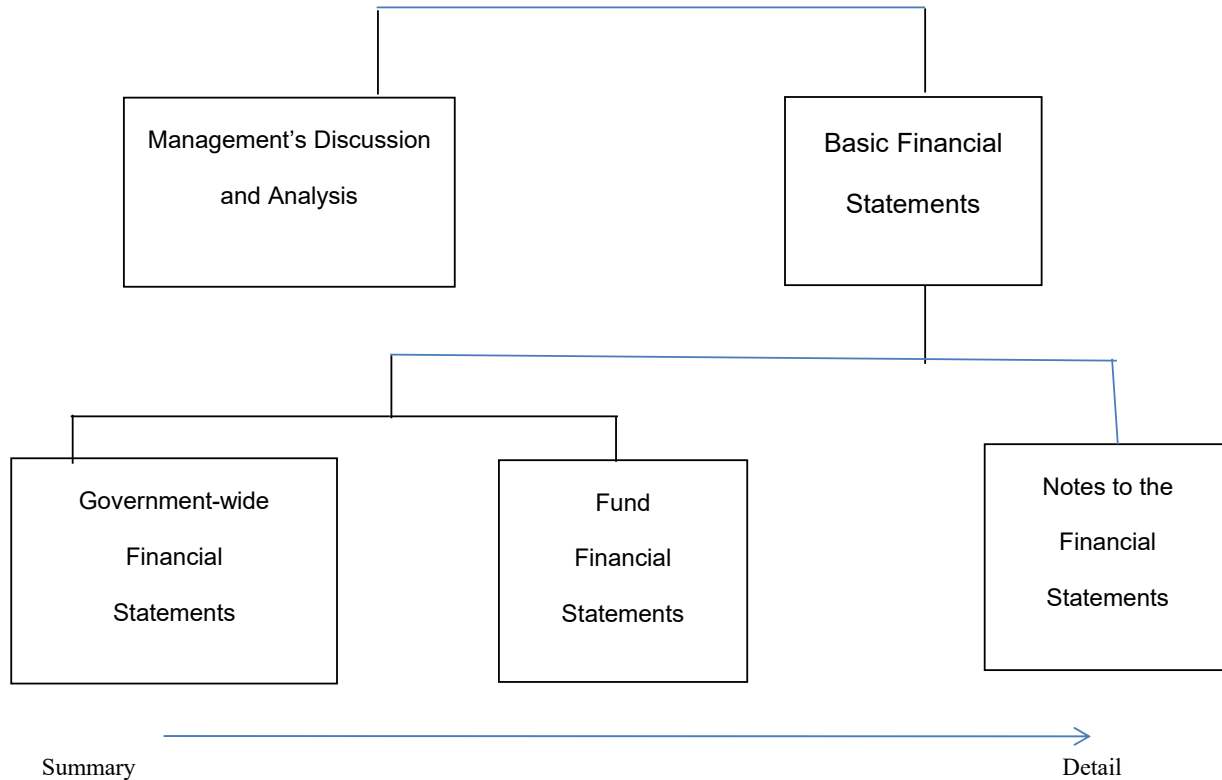 Management’s Discussion
and Analysis
Basic Financial
Statements
Government-wide
Financial
Statements
Fund
Financial
Statements
Notes to the
Financial
Statements
Summary
Detail